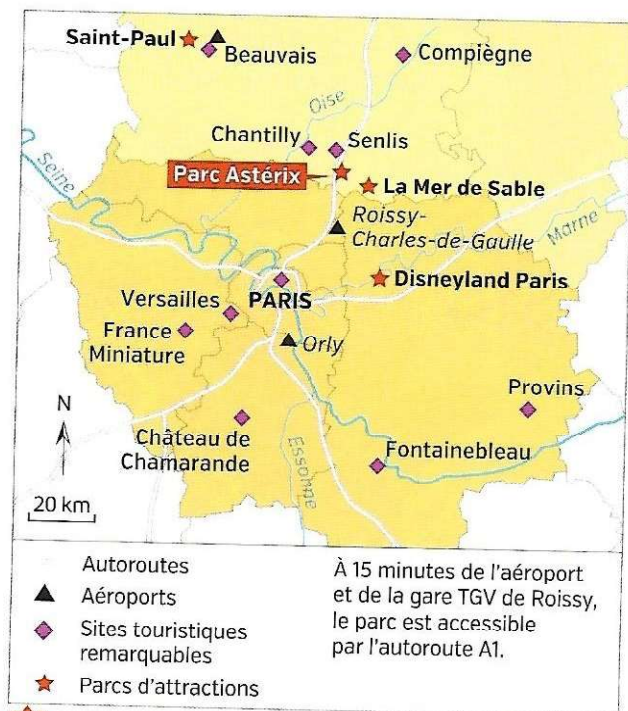 Saint-Paul
Beauvais
Compiègne
Oise
Chantilly
Senlis
Seine
Parc Astérix
La Mer de Sable
Roissy-
Charles-de-Gaulle
Marne
Disneyland Paris
PARIS
Versailles
France
Miniature
Orly
Provins
N
Château de
Chamarande
Essonne
Fontainebleau
20 km
Autoroutes
Aéroports
Sites touristiques
remarquables
Parcs d'attractions
À 15 minutes de l'aéroport
et de la gare TGV de Roissy,
le parc est accessible
par l'autoroute A1.